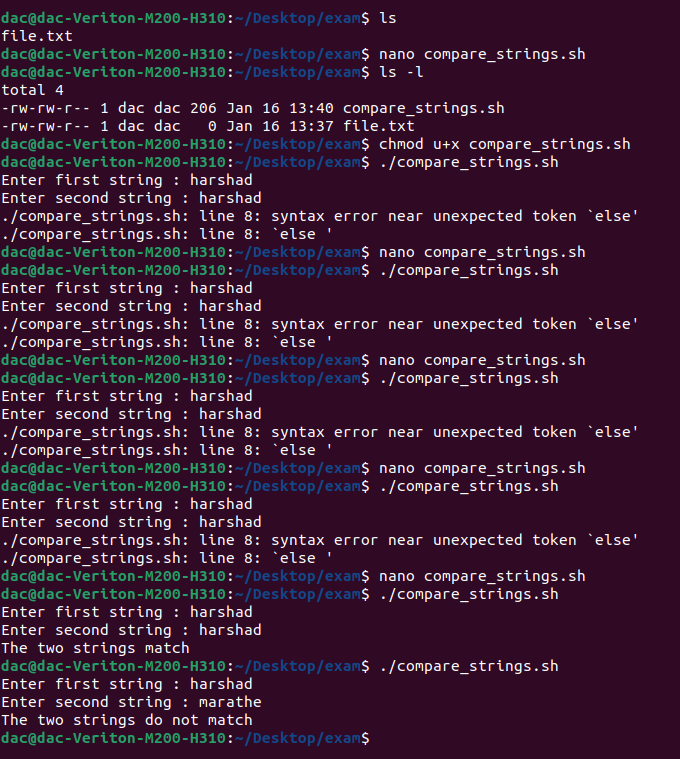 dac@dac-Veriton-M200-H310:~/Desktop/exam$ ls
file.txt
dac@dac-Veriton-M200-H310:~/Desktop/exam$ nano compare_strings.sh
dac@dac-Veriton-M200-H310:~/Desktop/exam$ ls -l
total 4
-rw-rw-r-- 1 dac dac 206 Jan 16 13:40 compare_strings.sh
-rw-rw-r-- 1 dac dac   0 Jan 16 13:37 file.txt
dac@dac-Veriton-M200-H310:~/Desktop/exam$ chmod u+x compare_strings.sh
dac@dac-Veriton-M200-H310:~/Desktop/exam$ ./compare_strings.sh
Enter first string : harshad
Enter second string : harshad
./compare_strings.sh: line 8: syntax error near unexpected token `else'
./compare_strings.sh: line 8: `else '
dac@dac-Veriton-M200-H310:~/Desktop/exam$ nano compare_strings.sh
dac@dac-Veriton-M200-H310:~/Desktop/exam$ ./compare_strings.sh
Enter first string : harshad
Enter second string : harshad
./compare_strings.sh: line 8: syntax error near unexpected token `else'
./compare_strings.sh: line 8: `else '
dac@dac-Veriton-M200-H310:~/Desktop/exam$ nano compare_strings.sh
dac@dac-Veriton-M200-H310:~/Desktop/exam$ ./compare_strings.sh
Enter first string : harshad
Enter second string : harshad
./compare_strings.sh: line 8: syntax error near unexpected token `else'
./compare_strings.sh: line 8: `else '
dac@dac-Veriton-M200-H310:~/Desktop/exam$ nano compare_strings.sh
dac@dac-Veriton-M200-H310:~/Desktop/exam$ ./compare_strings.sh
Enter first string : harshad
Enter second string : harshad
./compare_strings.sh: line 8: syntax error near unexpected token `else'
./compare_strings.sh: line 8: `else '
dac@dac-Veriton-M200-H310:~/Desktop/exam$ nano compare_strings.sh
dac@dac-Veriton-M200-H310:~/Desktop/exam$ ./compare_strings.sh
Enter first string : harshad
Enter second string : harshad
The two strings match
dac@dac-Veriton-M200-H310:~/Desktop/exam$ ./compare_strings.sh
Enter first string : harshad
Enter second string : marathe
The two strings do not match
dac@dac-Veriton-M200-H310:~/Desktop/exam$